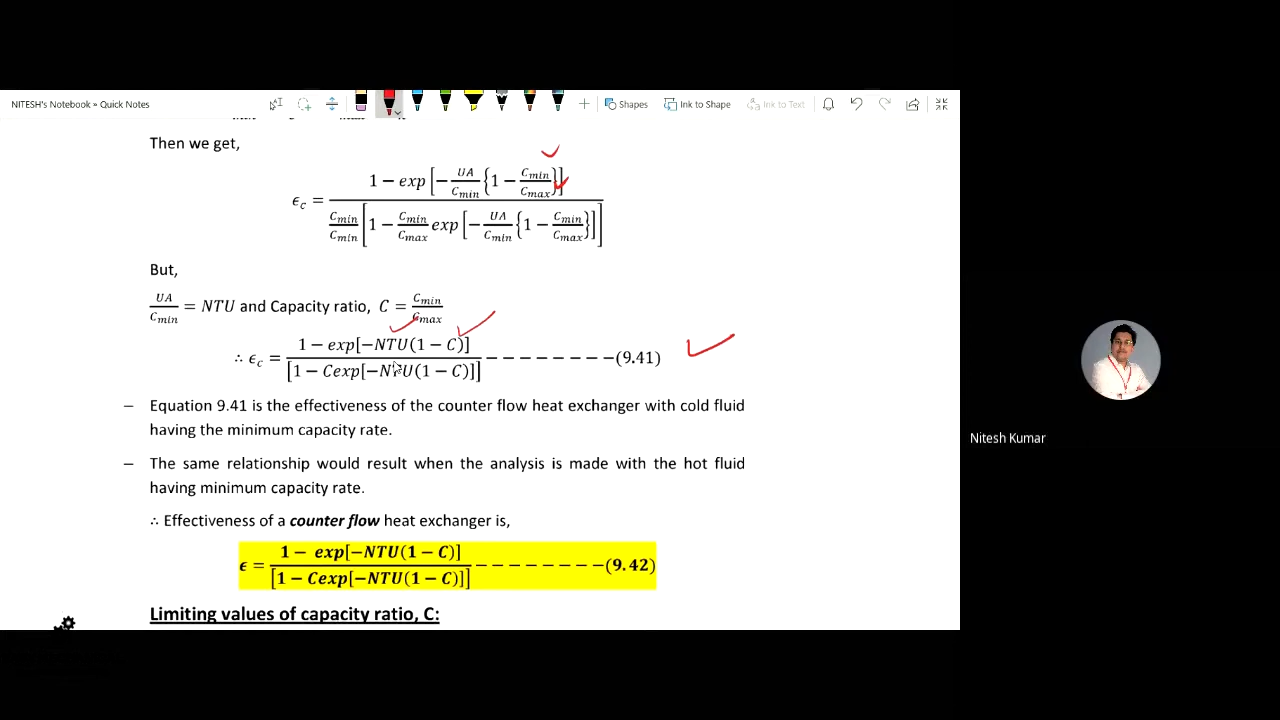 NITESH's Notebook » Quick Notes
Shapes
Ink to Shape
Ink to Text
Then we get,
ϵ_c = (1 − exp[−UA/C_min {1 − C_min/C_max}]) / (C_min/C_min [1 − C_min/C_max exp[−UA/C_min {1 − C_min/C_max}]])
But,
UA/C_min = NTU and Capacity ratio, C = C_min/C_max
∴ ϵ_c = (1 − exp[−NTU(1 − C)]) / [1 − Cexp[−NTU(1 − C)]] − − − − − − − −(9.41)
− Equation 9.41 is the effectiveness of the counter flow heat exchanger with cold fluid
having the minimum capacity rate.
− The same relationship would result when the analysis is made with the hot fluid
having minimum capacity rate.
∴ Effectiveness of a counter flow heat exchanger is,
ϵ = (1 − exp[−NTU(1 − C)]) / [1 − Cexp[−NTU(1 − C)]] − − − − − − − −(9.42)
Limiting values of capacity ratio, C:
Nitesh Kumar